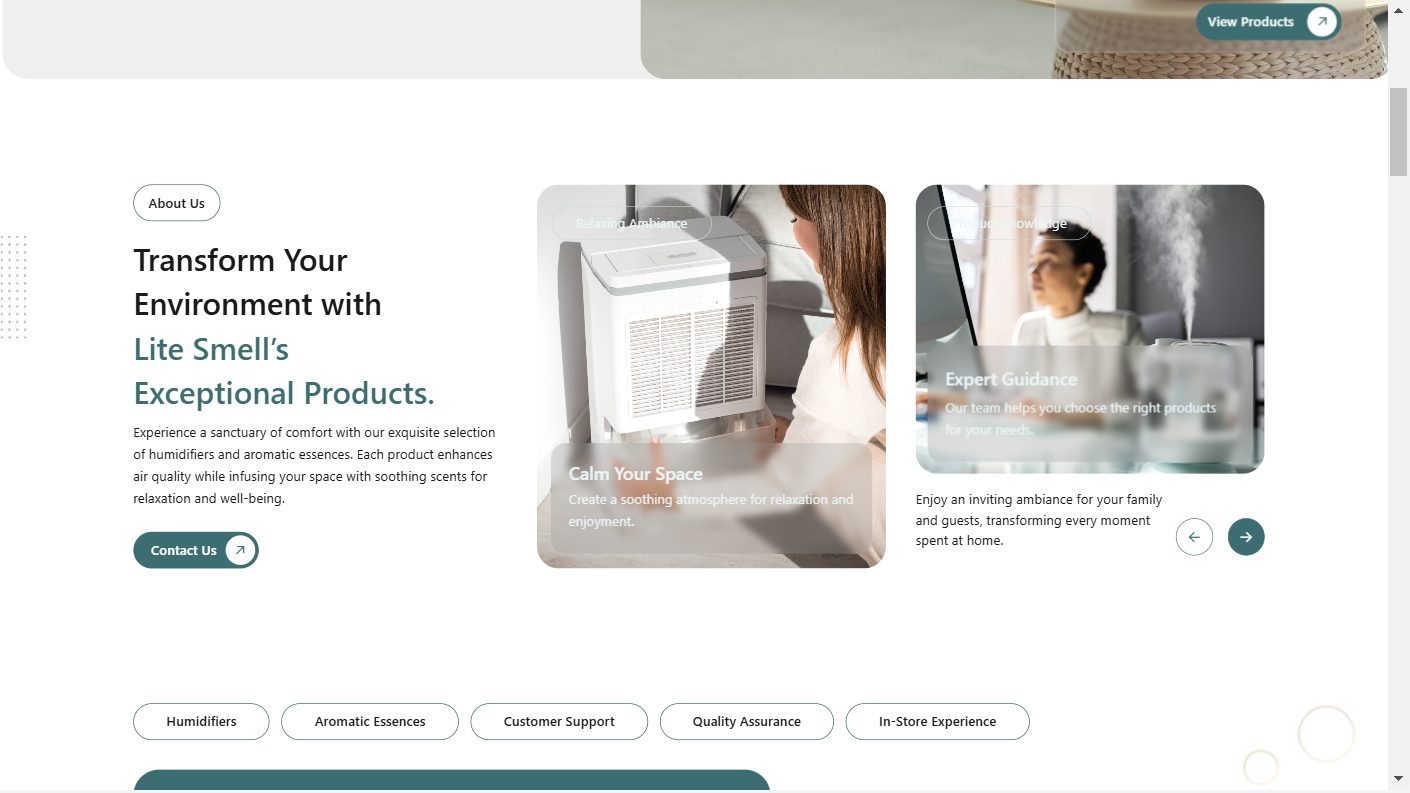 View Products
About Us
Transform Your
Environment with
Lite Smell’s
Exceptional Products.
Experience a sanctuary of comfort with our exquisite selection
of humidifiers and aromatic essences. Each product enhances
air quality while infusing your space with soothing scents for
relaxation and well-being.
Contact Us
Relaxing Ambiance
Calm Your Space
Create a soothing atmosphere for relaxation and
enjoyment.
Product Knowledge
Expert Guidance
Our team helps you choose the right products
for your needs.
Enjoy an inviting ambiance for your family
and guests, transforming every moment
spent at home.
Humidifiers
Aromatic Essences
Customer Support
Quality Assurance
In-Store Experience